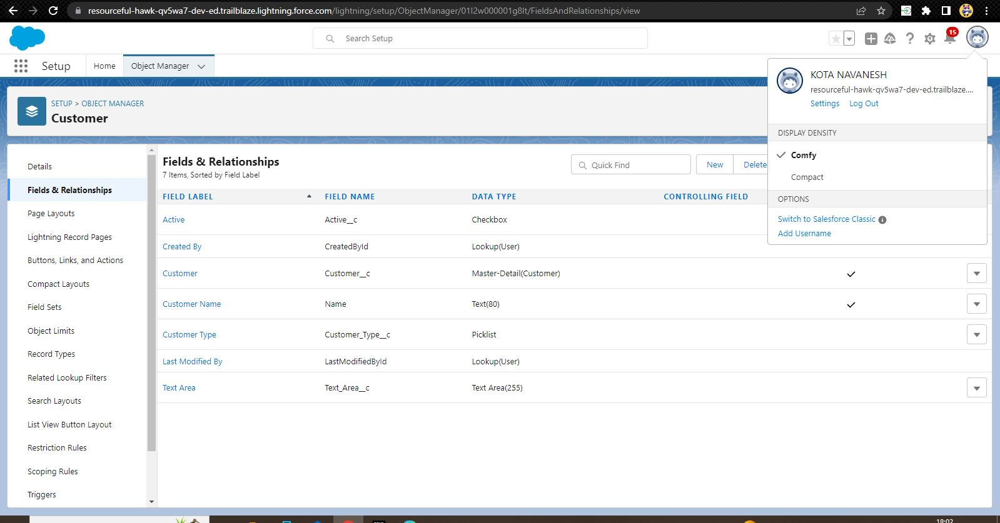 resourceful-hawk-qv5wa7-dev-ed.trailblaze.lightning.force.com/lightning/setup/ObjectManager/01I2w000001g8lt/FieldsAndRelationships/view
Search Setup
15
Setup
Home
Object Manager
KOTA NAVANESH
resourceful-hawk-qv5wa7-dev-ed.trailblaze....
Settings Log Out
DISPLAY DENSITY
Comfy
Compact
OPTIONS
Switch to Salesforce Classic
Add Username
SETUP > OBJECT MANAGER
Customer
Details
Fields & Relationships
Page Layouts
Lightning Record Pages
Buttons, Links, and Actions
Compact Layouts
Field Sets
Object Limits
Record Types
Related Lookup Filters
Search Layouts
List View Button Layout
Restriction Rules
Scoping Rules
Triggers
Fields & Relationships
7 Items, Sorted by Field Label
Quick Find
New
Delete
FIELD LABEL FIELD NAME DATA TYPE CONTROLLING FIELD
Active Active__c Checkbox
Created By CreatedById Lookup(User)
Customer Customer__c Master-Detail(Customer)
Customer Name Name Text(80)
Customer Type Customer_Type__c Picklist
Last Modified By LastModifiedById Lookup(User)
Text Area Text_Area__c Text Area(255)
18:02